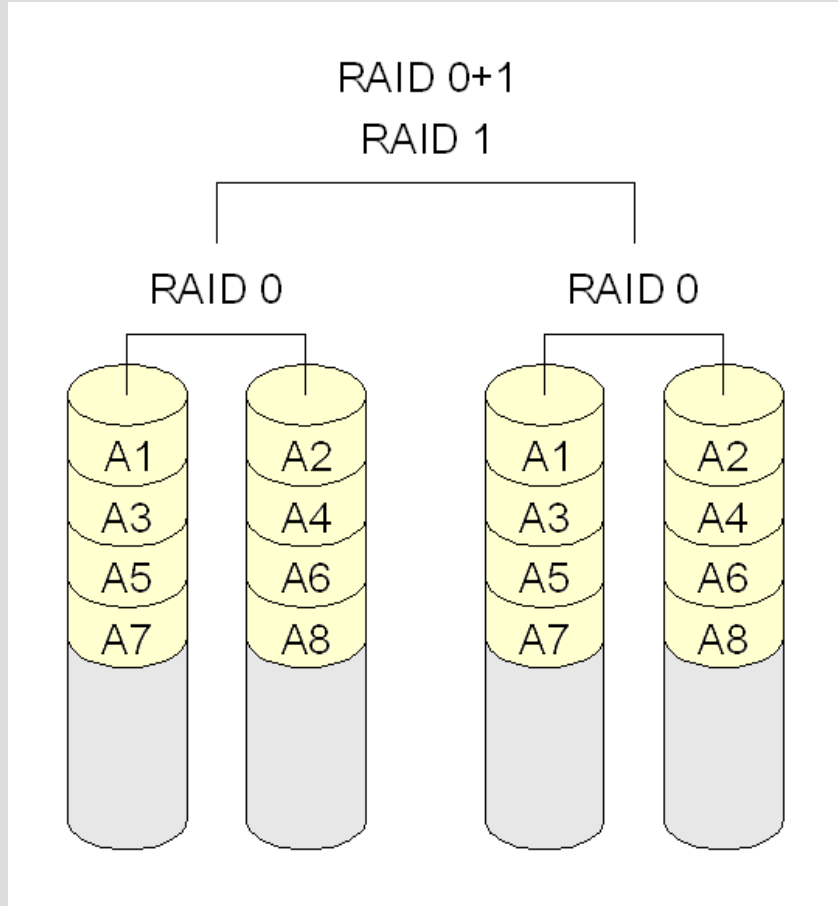 RAID 0+1
RAID 1
RAID 0 RAID 0
A1 A2 A1 A2
A3 A4 A3 A4
A5 A6 A5 A6
A7 A8 A7 A8